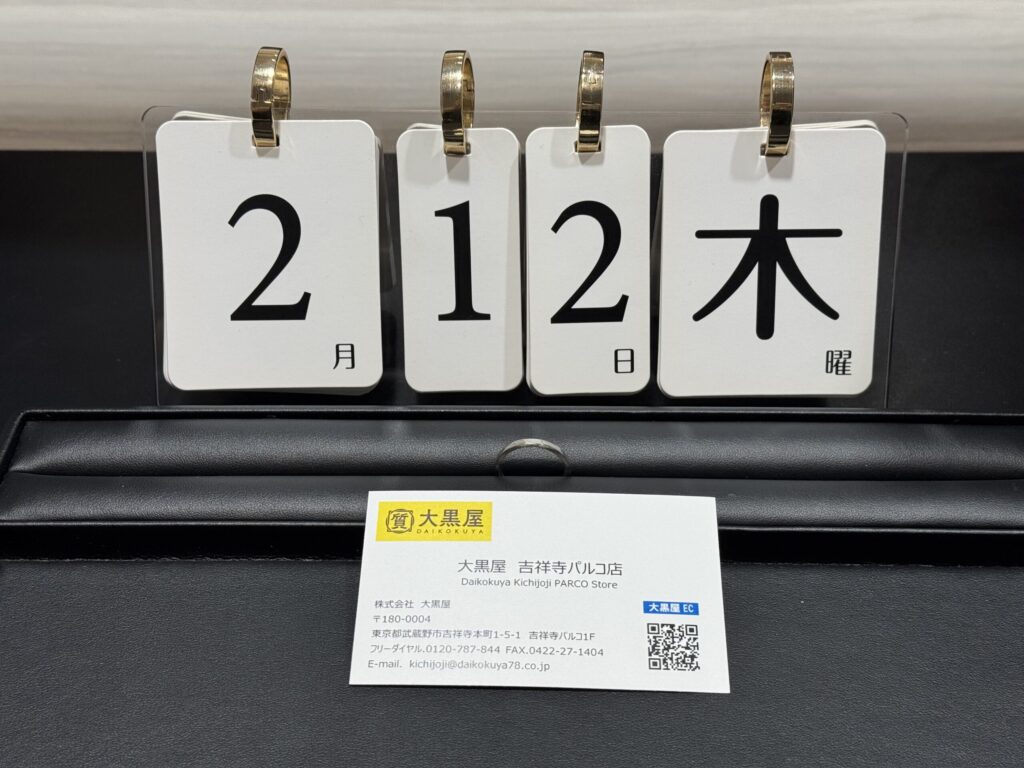 2月
12日
木曜
質 大黒屋
DAIKOKUYA
大黒屋 吉祥寺パルコ店
Daikokuya Kichijoji PARCO Store
株式会社 大黒屋
〒180-0004
東京都武蔵野市吉祥寺本町1-5-1 吉祥寺パルコ1F
フリーダイヤル.0120-787-844 FAX.0422-27-1404
E-mail. kichijoji@daikokuya78.co.jp
大黒屋 EC